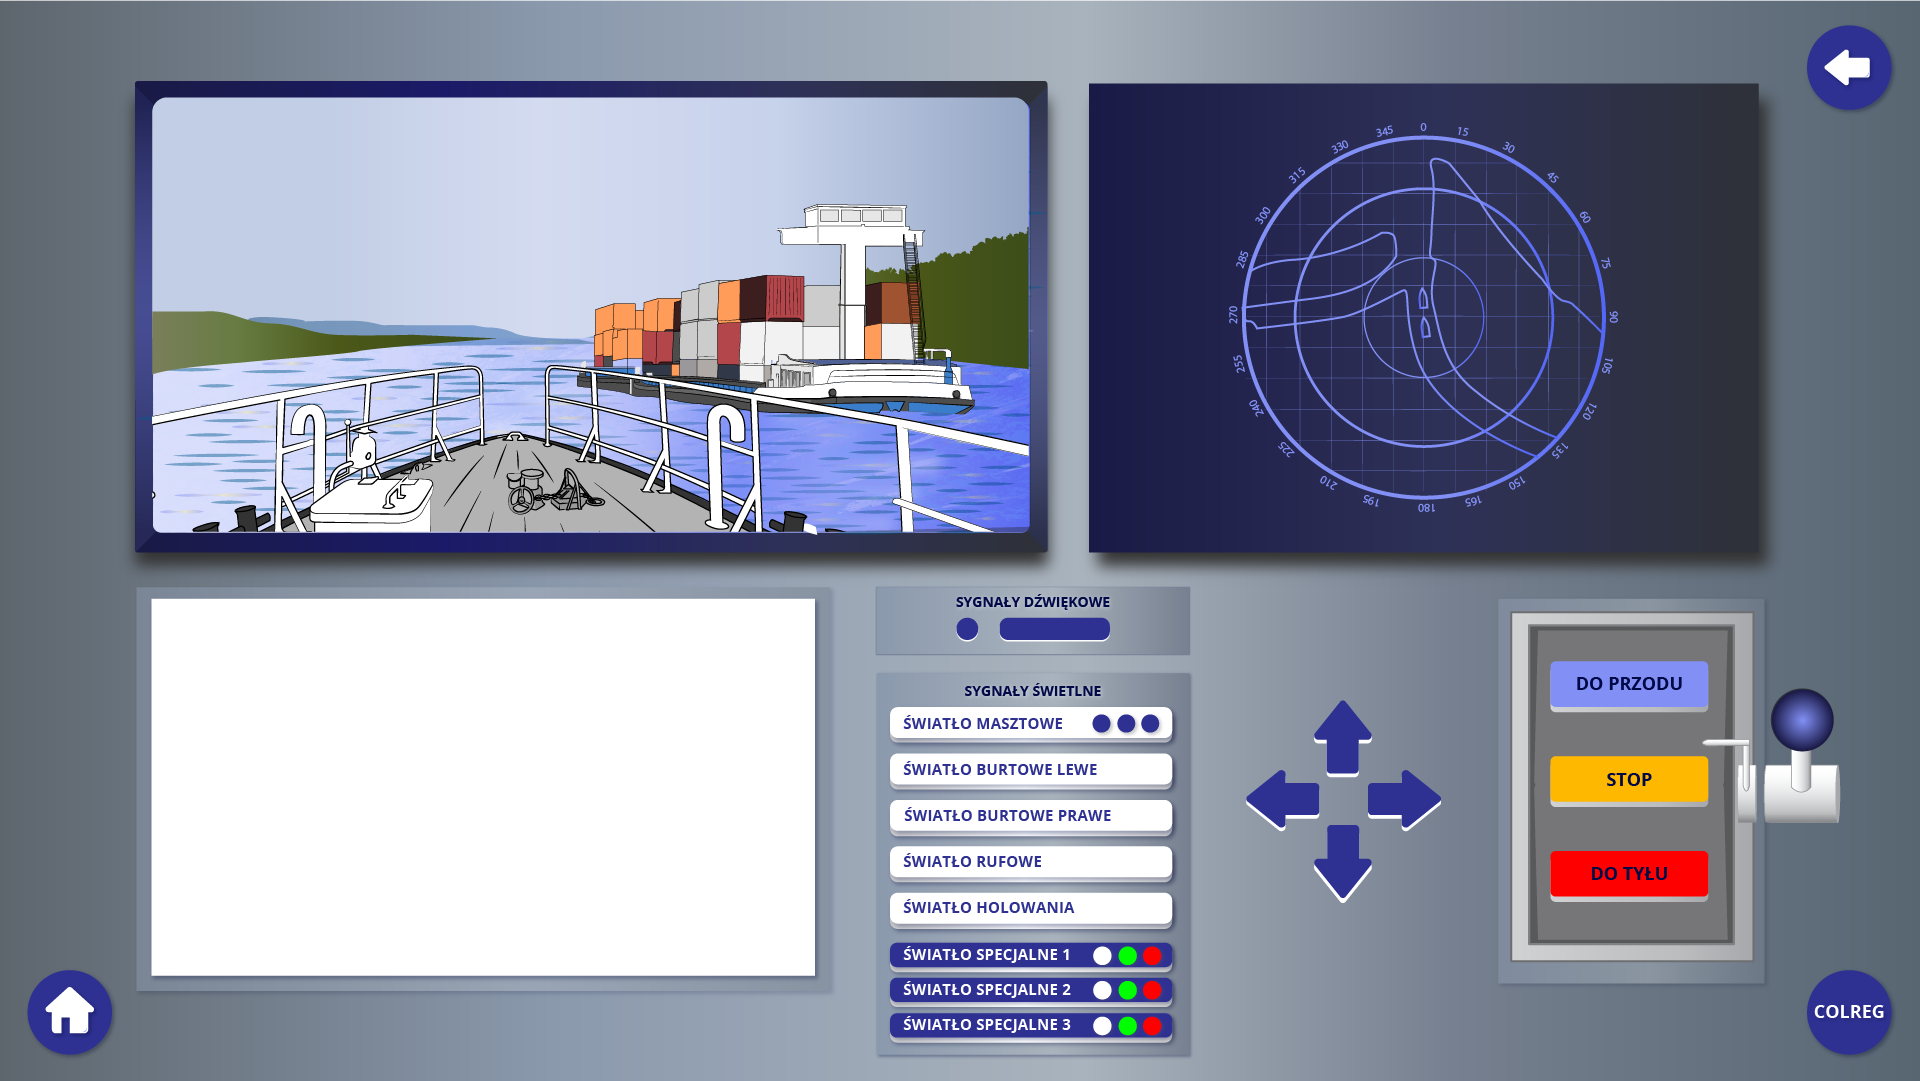 0
15
30
45
60
75
90
105
120
135
150
165
180
195
210
225
240
255
270
285
300
315
330
345
SYGNAŁY DŹWIĘKOWE
SYGNAŁY ŚWIETLNE
ŚWIATŁO MASZTOWE
ŚWIATŁO BURTOWE LEWE
ŚWIATŁO BURTOWE PRAWE
ŚWIATŁO RUFOWE
ŚWIATŁO HOLOWANIA
ŚWIATŁO SPECJALNE 1
ŚWIATŁO SPECJALNE 2
ŚWIATŁO SPECJALNE 3
DO PRZODU
STOP
DO TYŁU
COLREG